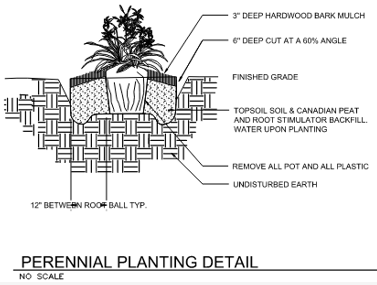 3" DEEP HARDWOOD BARK MULCH
6" DEEP CUT AT A 60% ANGLE
FINISHED GRADE
TOPSOIL SOIL & CANADIAN PEAT
AND ROOT STIMULATOR BACKFILL.
WATER UPON PLANTING
REMOVE ALL POT AND ALL PLASTIC
UNDISTURBED EARTH
12" BETWEEN ROOT BALL TYP.
PERENNIAL PLANTING DETAIL
NO SCALE